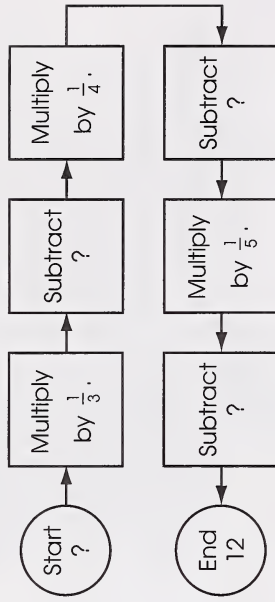 Start
?
Multiply
by 1/3.
Subtract
?
Multiply
by 1/4.
Subtract
?
Multiply
by 1/5.
Subtract
?
End
12